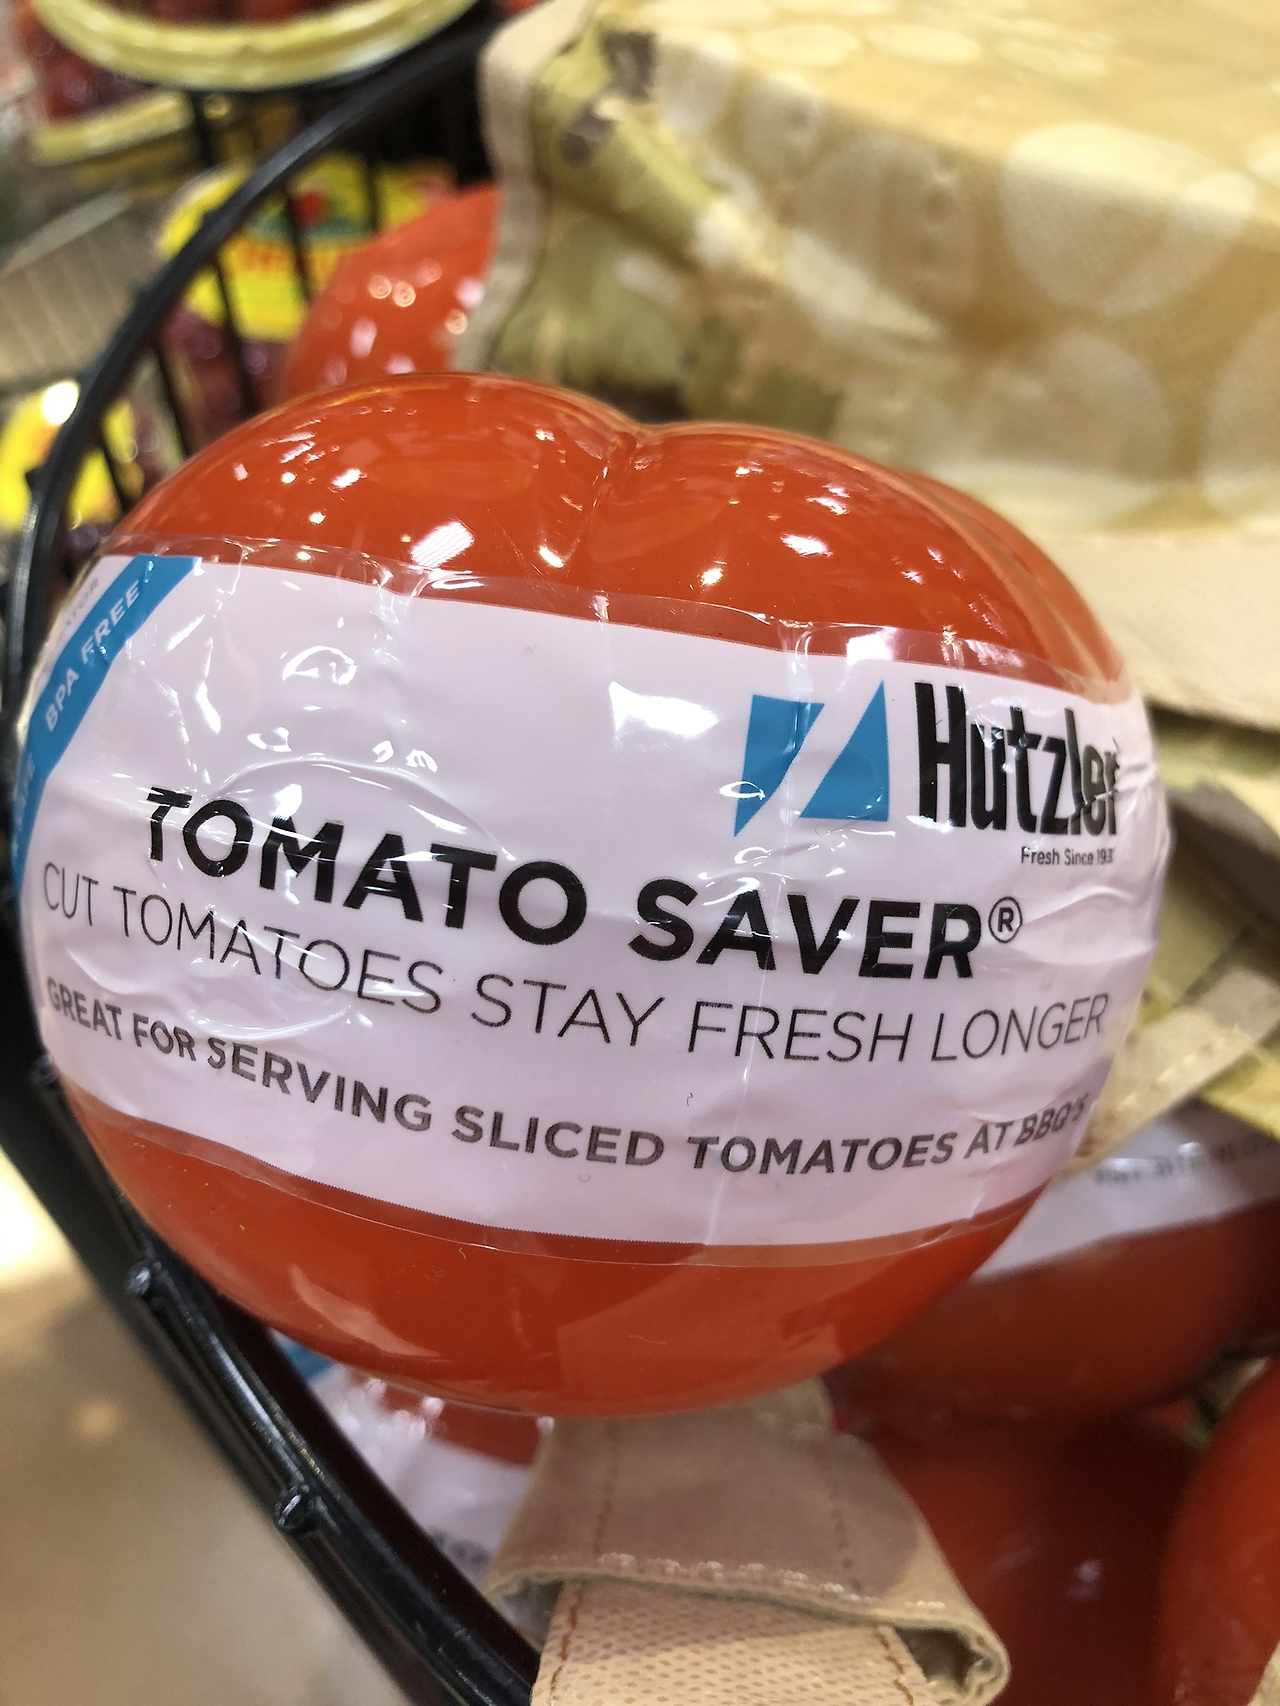 BPA FREE
Hutzler
Fresh Since 193
TOMATO SAVER®
CUT TOMATOES STAY FRESH LONGER
GREAT FOR SERVING SLICED TOMATOES AT BBQ'S